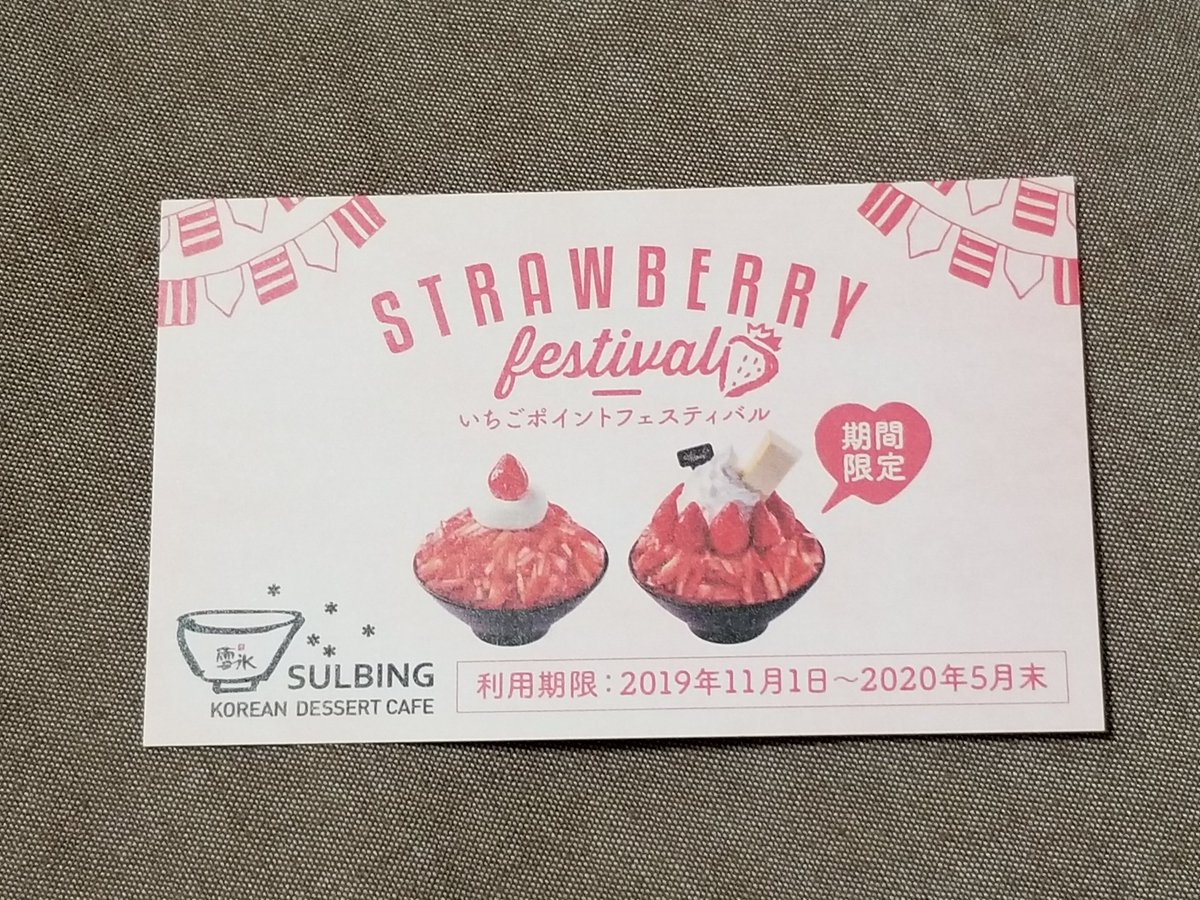 STRAWBERRY
festival
いちごポイントフェスティバル
期間
限定
雪氷
SULBING
KOREAN DESSERT CAFE
利用期限：2019年11月1日～2020年5月末